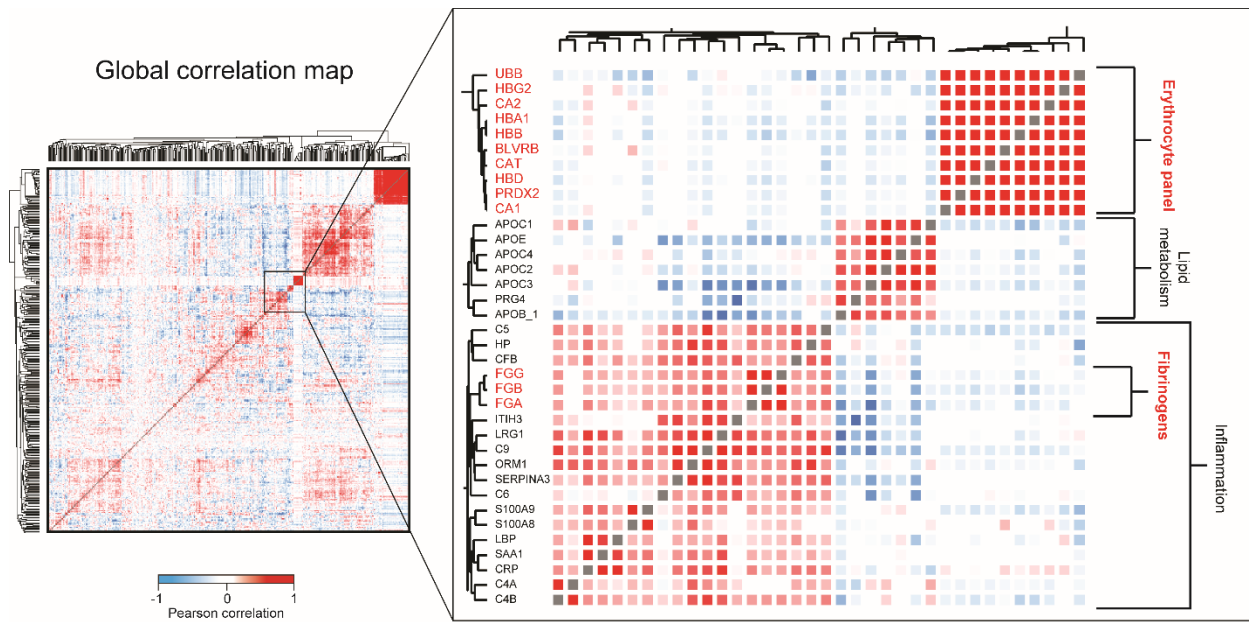 Global correlation map
-1
0
1
Pearson correlation
UBB
HBG2
CA2
HBA1
HBB
BLVRB
CAT
HBD
PRDX2
CA1
APOC1
APOE
APOC4
APOC2
APOC3
PRG4
APOB_1
C5
HP
CFB
FGG
FGB
FGA
ITIH3
LRG1
C9
ORM1
SERPINA3
C6
S100A9
S100A8
LBP
SAA1
CRP
C4A
C4B
Erythrocyte panel
Lipid
metabolism
Fibrinogens
Inflammation